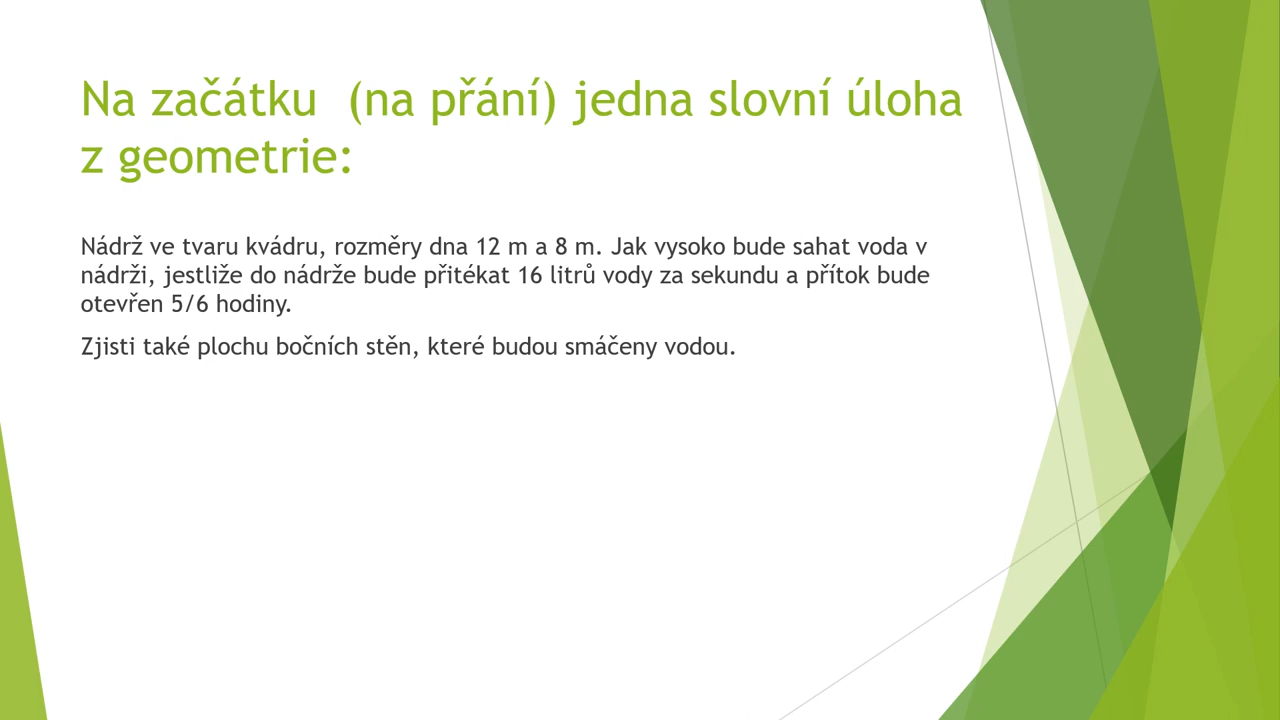 Na začátku  (na přání) jedna slovní úloha
z geometrie:
Nádrž ve tvaru kvádru, rozměry dna 12 m a 8 m. Jak vysoko bude sahat voda v
nádrži, jestliže do nádrže bude přitékat 16 litrů vody za sekundu a přítok bude
otevřen 5/6 hodiny.
Zjisti také plochu bočních stěn, které budou smáčeny vodou.